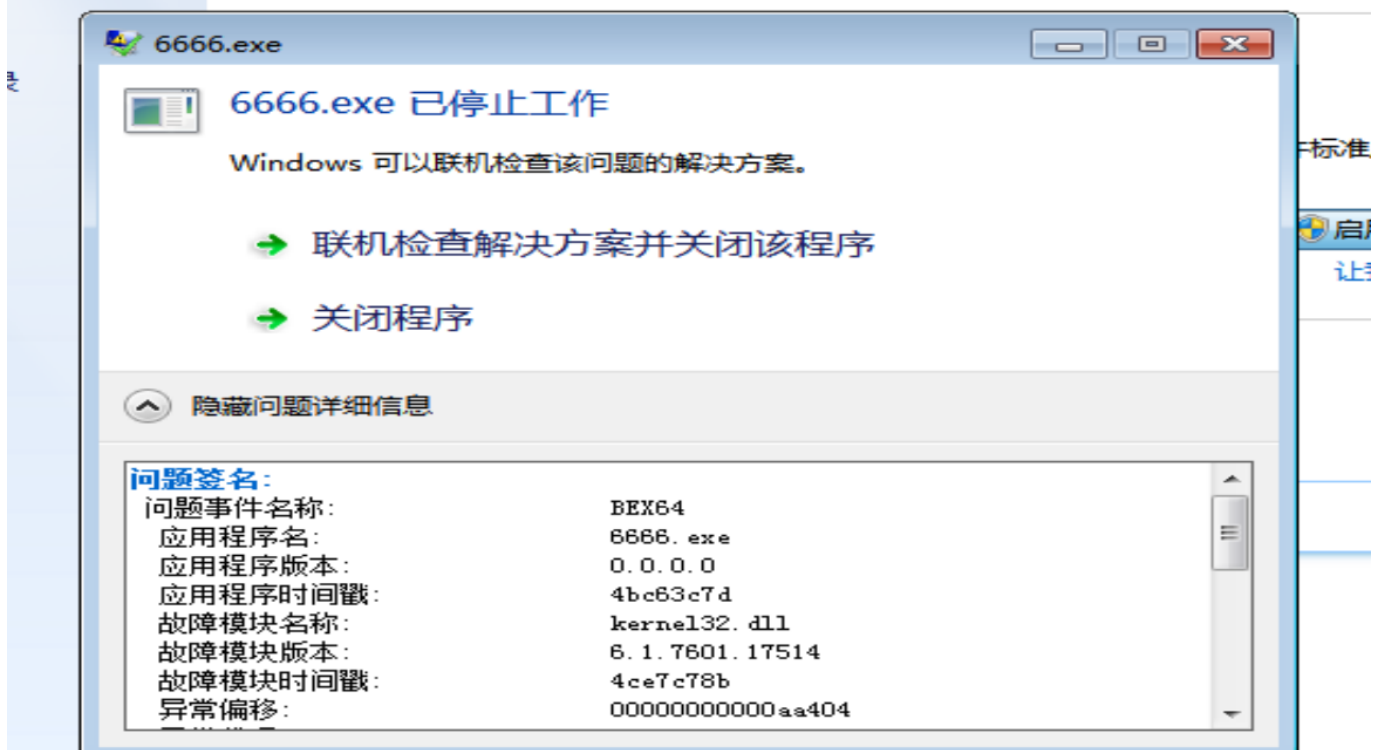 6666.exe
录
6666.exe 已停止工作
Windows 可以联机检查该问题的解决方案。
标准
联机检查解决方案并关闭该程序
关闭程序
隐藏问题详细信息
问题签名:
问题事件名称: BEX64
应用程序名: 6666.exe
应用程序版本: 0.0.0.0
应用程序时间戳: 4bc63c7d
故障模块名称: kernel32.dll
故障模块版本: 6.1.7601.17514
故障模块时间戳: 4ce7c78b
异常偏移: 00000000000aa404